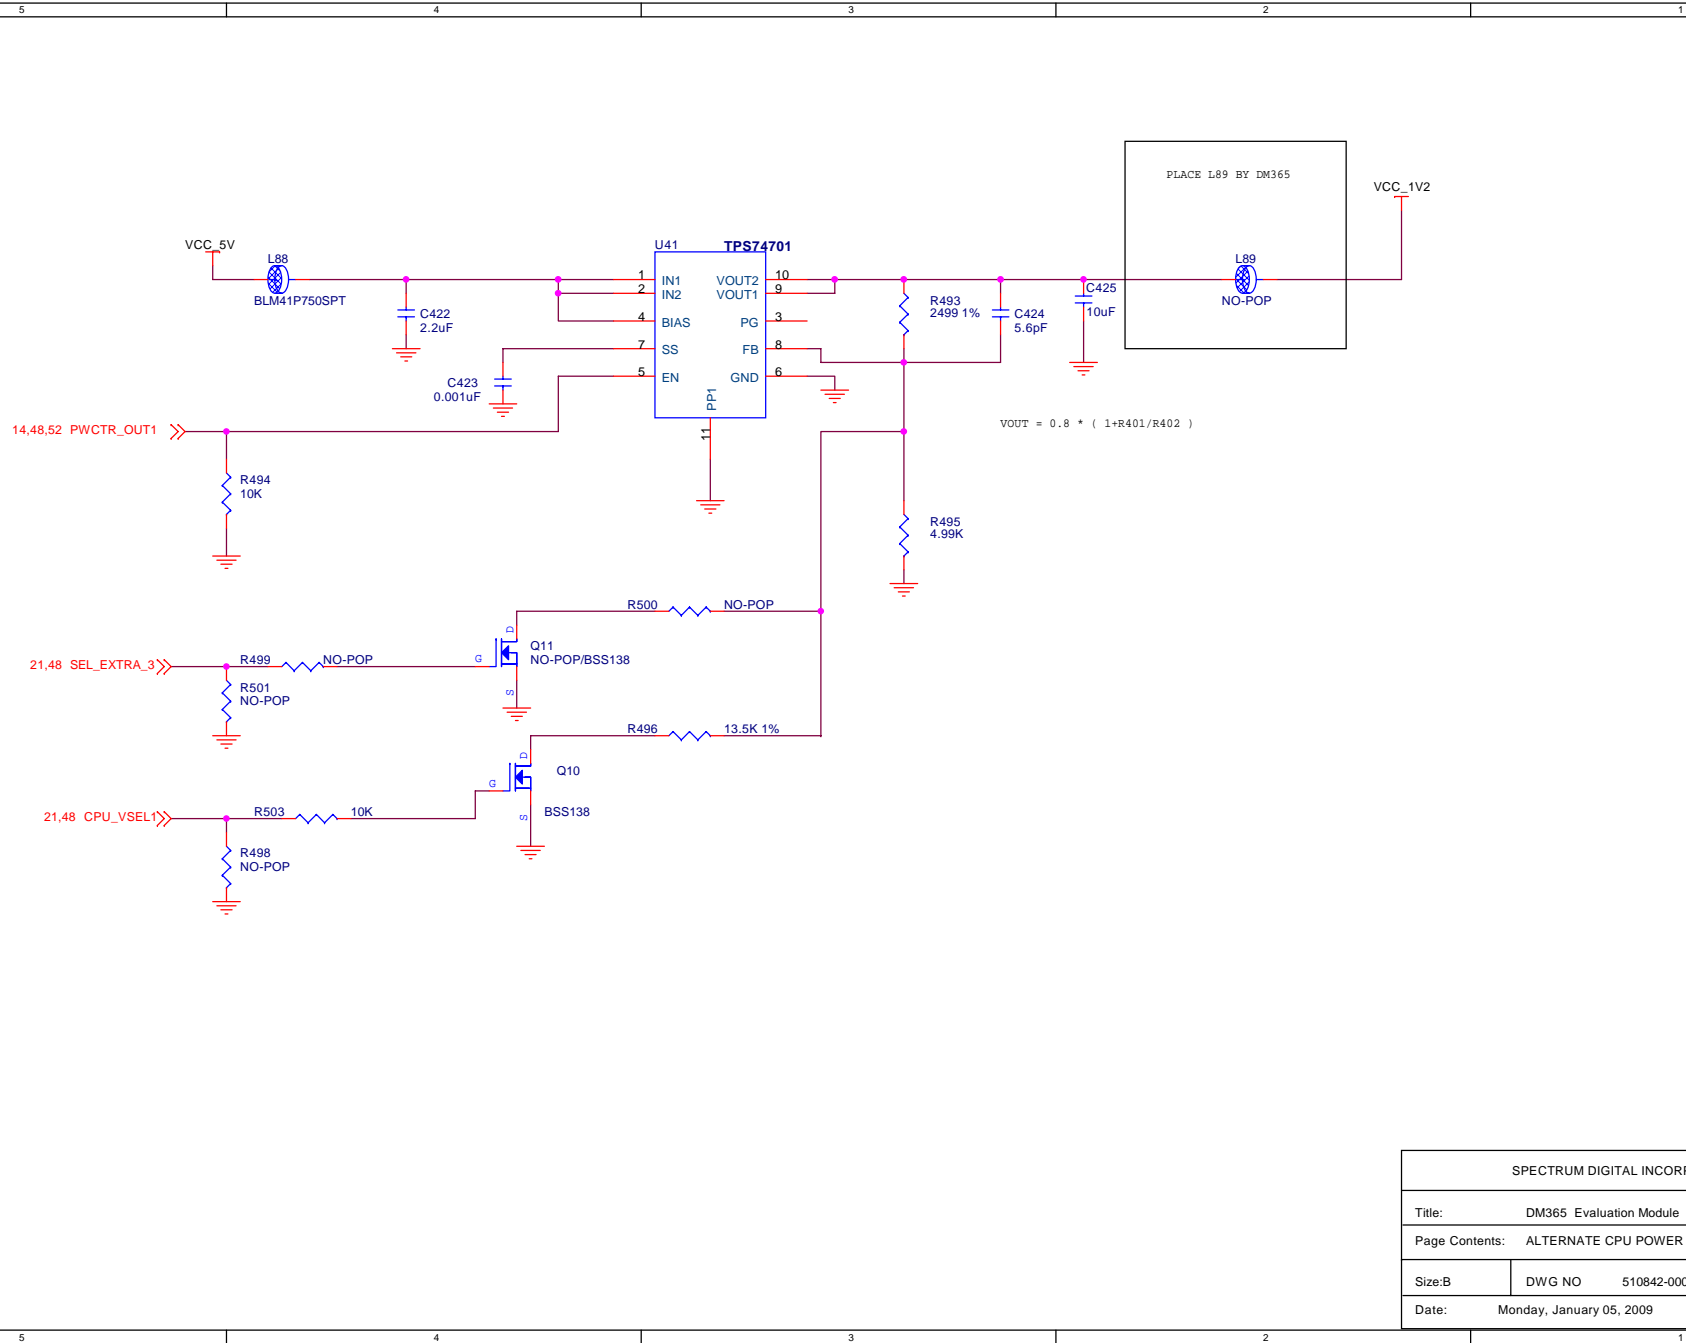 5 4 3 2 1
PLACE L89 BY DM365
VCC_1V2
VCC_5V
L88
BLM41P750SPT
U41
TPS74701
1 IN1 VOUT2 10
2 IN2 VOUT1 9
4 BIAS PG 3
7 SS FB 8
5 EN GND 6
PP1
11
L89
NO-POP
C422
2.2uF
R493
2499 1%
C424
5.6pF
C425
10uF
C423
0.001uF
VOUT = 0.8 * ( 1+R401/R402 )
14,48,52 PWCTR_OUT1
R494
10K
R495
4.99K
R500 NO-POP
D
Q11
NO-POP/BSS138
G
S
21,48 SEL_EXTRA_3
R499 NO-POP
R501
NO-POP
R496 13.5K 1%
D
Q10
G
S
BSS138
21,48 CPU_VSEL1
R503 10K
R498
NO-POP
SPECTRUM DIGITAL INCOR
Title: DM365 Evaluation Module
Page Contents: ALTERNATE CPU POWER
Size:B DWG NO 510842-000
Date: Monday, January 05, 2009
5 4 3 2 1